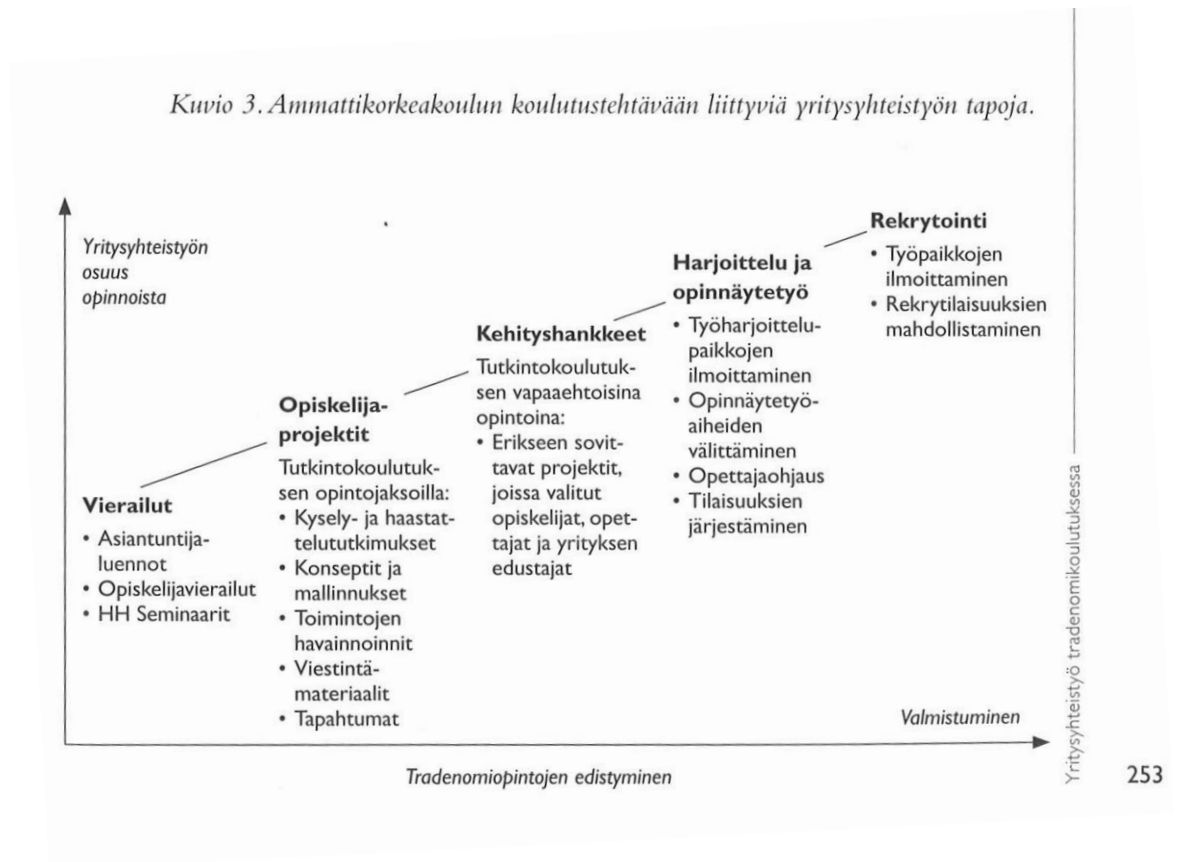 Kuvio 3. Ammattikorkeakoulun koulutustehtävään liittyviä yritysyhteistyön tapoja.
Yritysyhteistyön
osuus
opinnoista
Vierailut
• Asiantuntija-
luennot
• Opiskelijavierailut
• HH Seminaarit
Opiskelija-
projektit
Tutkintokoulutuk-
sen opintojaksoilla:
• Kysely- ja haastat-
telututkimukset
• Konseptit ja
mallinnukset
• Toimintojen
havainnoinnit
• Viestintä-
materiaalit
• Tapahtumat
Kehityshankkeet
Tutkintokoulutuk-
sen vapaaehtoisina
opintoina:
• Erikseen sovit-
tavat projektit,
joissa valitut
opiskelijat, opet-
tajat ja yrityksen
edustajat
Harjoittelu ja
opinnäytetyö
• Työharjoittelu-
paikkojen
ilmoittaminen
• Opinnäytetyö-
aiheiden
välittäminen
• Opettajaohjaus
• Tilaisuuksien
järjestäminen
Rekrytointi
• Työpaikkojen
ilmoittaminen
• Rekrytilaisuuksien
mahdollistaminen
Valmistuminen
Tradenomiopintojen edistyminen
Yritysyhteistyö tradenomikoulutuksessa
253